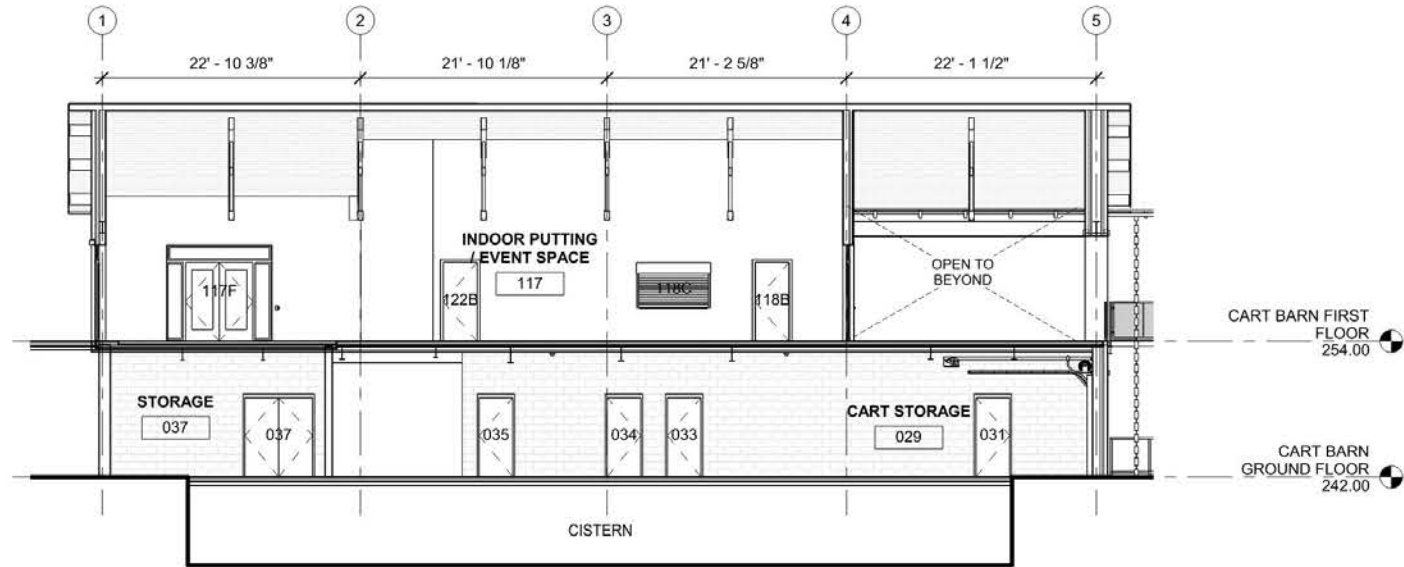 1
2
3
4
5
22' - 10 3/8"
21' - 10 1/8"
21' - 2 5/8"
22' - 1 1/2"
INDOOR PUTTING
/ EVENT SPACE
117
117F
122B
118C
118B
OPEN TO
BEYOND
CART BARN FIRST
FLOOR
254.00
STORAGE
037
037
035
034
033
CART STORAGE
029
031
CART BARN
GROUND FLOOR
242.00
CISTERN